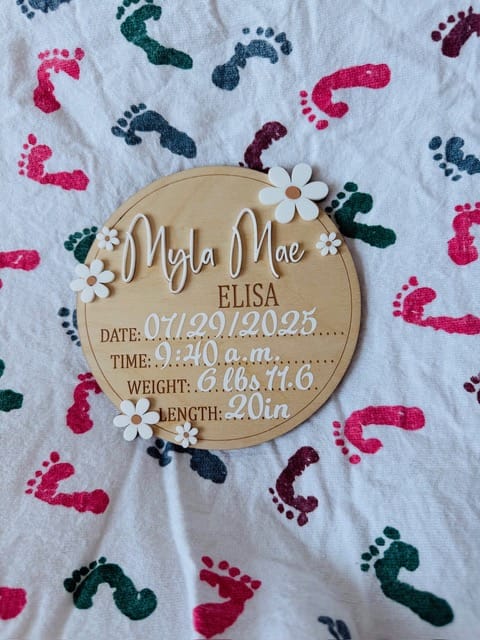 Myla Mae
ELISA
DATE: 07/29/2025
TIME: 9:40 a.m.
WEIGHT: 6 lbs 11.6
LENGTH: 20in